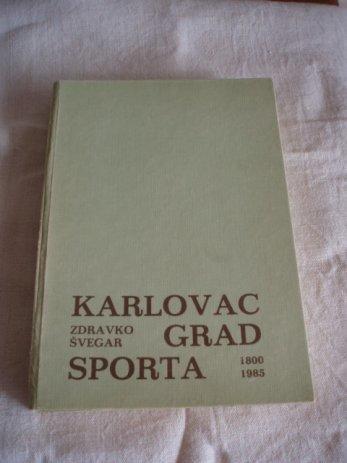 KARLOVAC
ZDRAVKO
ŠVEGAR
GRAD
SPORTA
1800
1985